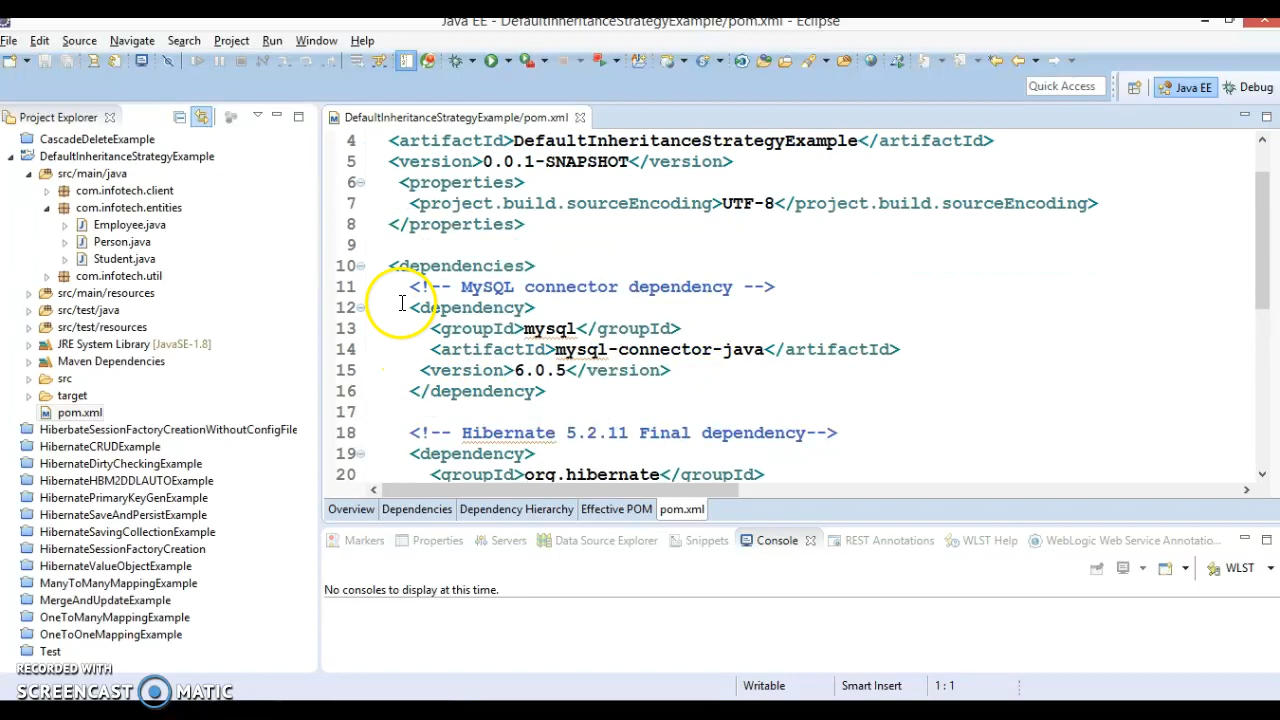 Java EE - DefaultInheritanceStrategyExample/pom.xml - Eclipse
File Edit Source Navigate Search Project Run Window Help
Quick Access
Java EE
Debug
Project Explorer
DefaultInheritanceStrategyExample/pom.xml
CascadeDeleteExample
DefaultInheritanceStrategyExample
src/main/java
com.infotech.client
com.infotech.entities
Employee.java
Person.java
Student.java
com.infotech.util
src/main/resources
src/test/java
src/test/resources
JRE System Library [JavaSE-1.8]
Maven Dependencies
src
target
pom.xml
HiberbateSessionFactoryCreationWithoutConfigFile
HibernateCRUDExample
HibernateDirtyCheckingExample
HibernateHBM2DDLAUTOExample
HibernatePrimaryKeyGenExample
HibernateSaveAndPersistExample
HibernateSavingCollectionExample
HibernateSessionFactoryCreation
HibernateValueObjectExample
ManyToManyMappingExample
MergeAndUpdateExample
OneToManyMappingExample
OneToOneMappingExample
Test
4 <artifactId>DefaultInheritanceStrategyExample</artifactId>
5 <version>0.0.1-SNAPSHOT</version>
6 <properties>
7 <project.build.sourceEncoding>UTF-8</project.build.sourceEncoding>
8 </properties>
9
10 <dependencies>
11 <!-- MySQL connector dependency -->
12 <dependency>
13 <groupId>mysql</groupId>
14 <artifactId>mysql-connector-java</artifactId>
15 <version>6.0.5</version>
16 </dependency>
17
18 <!-- Hibernate 5.2.11 Final dependency-->
19 <dependency>
20 <groupId>org.hibernate</groupId>
Overview Dependencies Dependency Hierarchy Effective POM pom.xml
Markers Properties Servers Data Source Explorer Snippets Console REST Annotations WLST Help WebLogic Web Service Annotatio...
WLST
No consoles to display at this time.
Writable
Smart Insert
1 : 1
RECORDED WITH
SCREENCAST MATIC